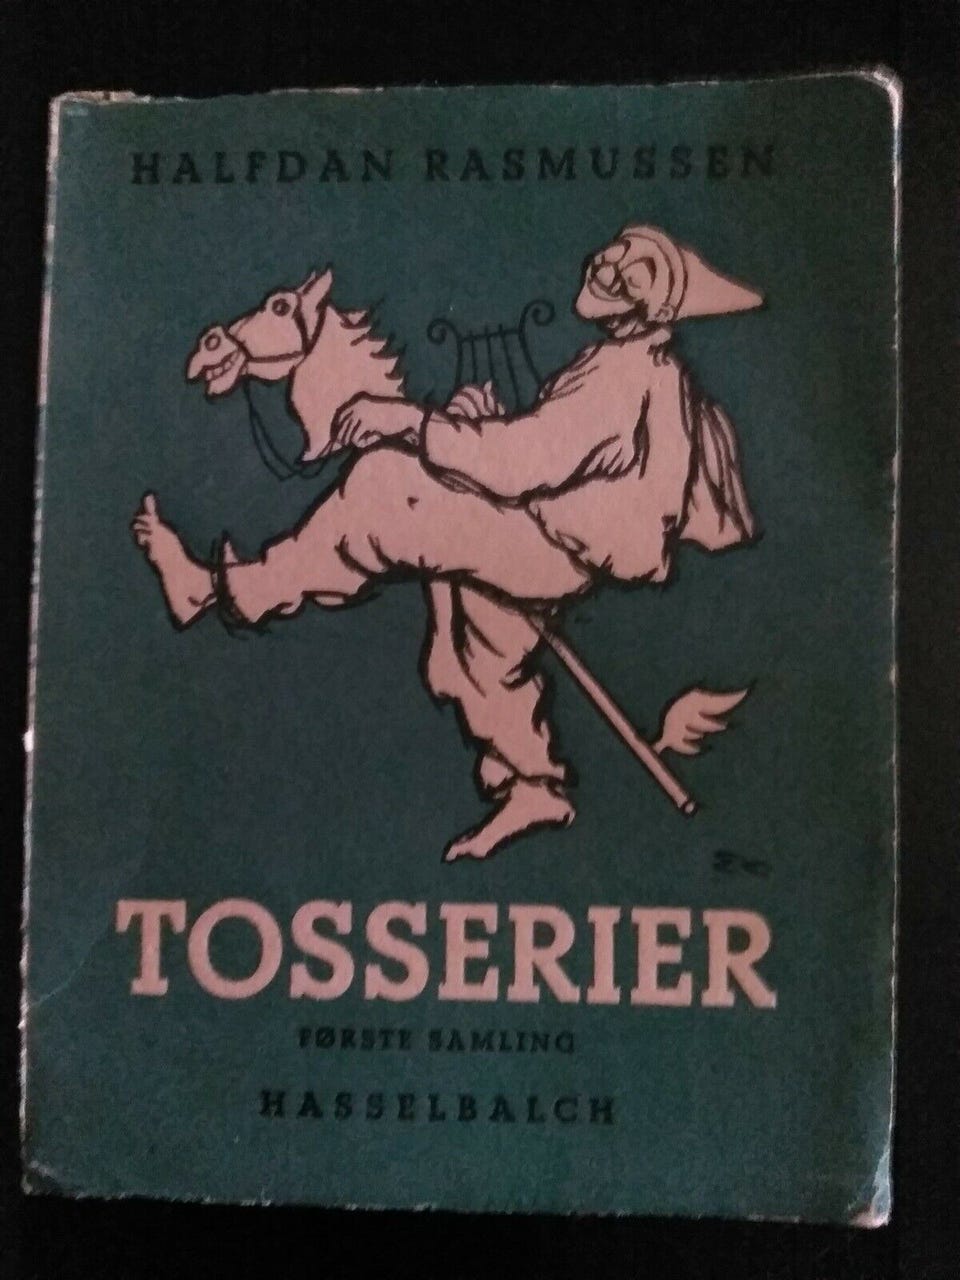 HALFDAN RASMUSSEN
TOSSERIER
FØRSTE SAMLING
HASSELBALCH